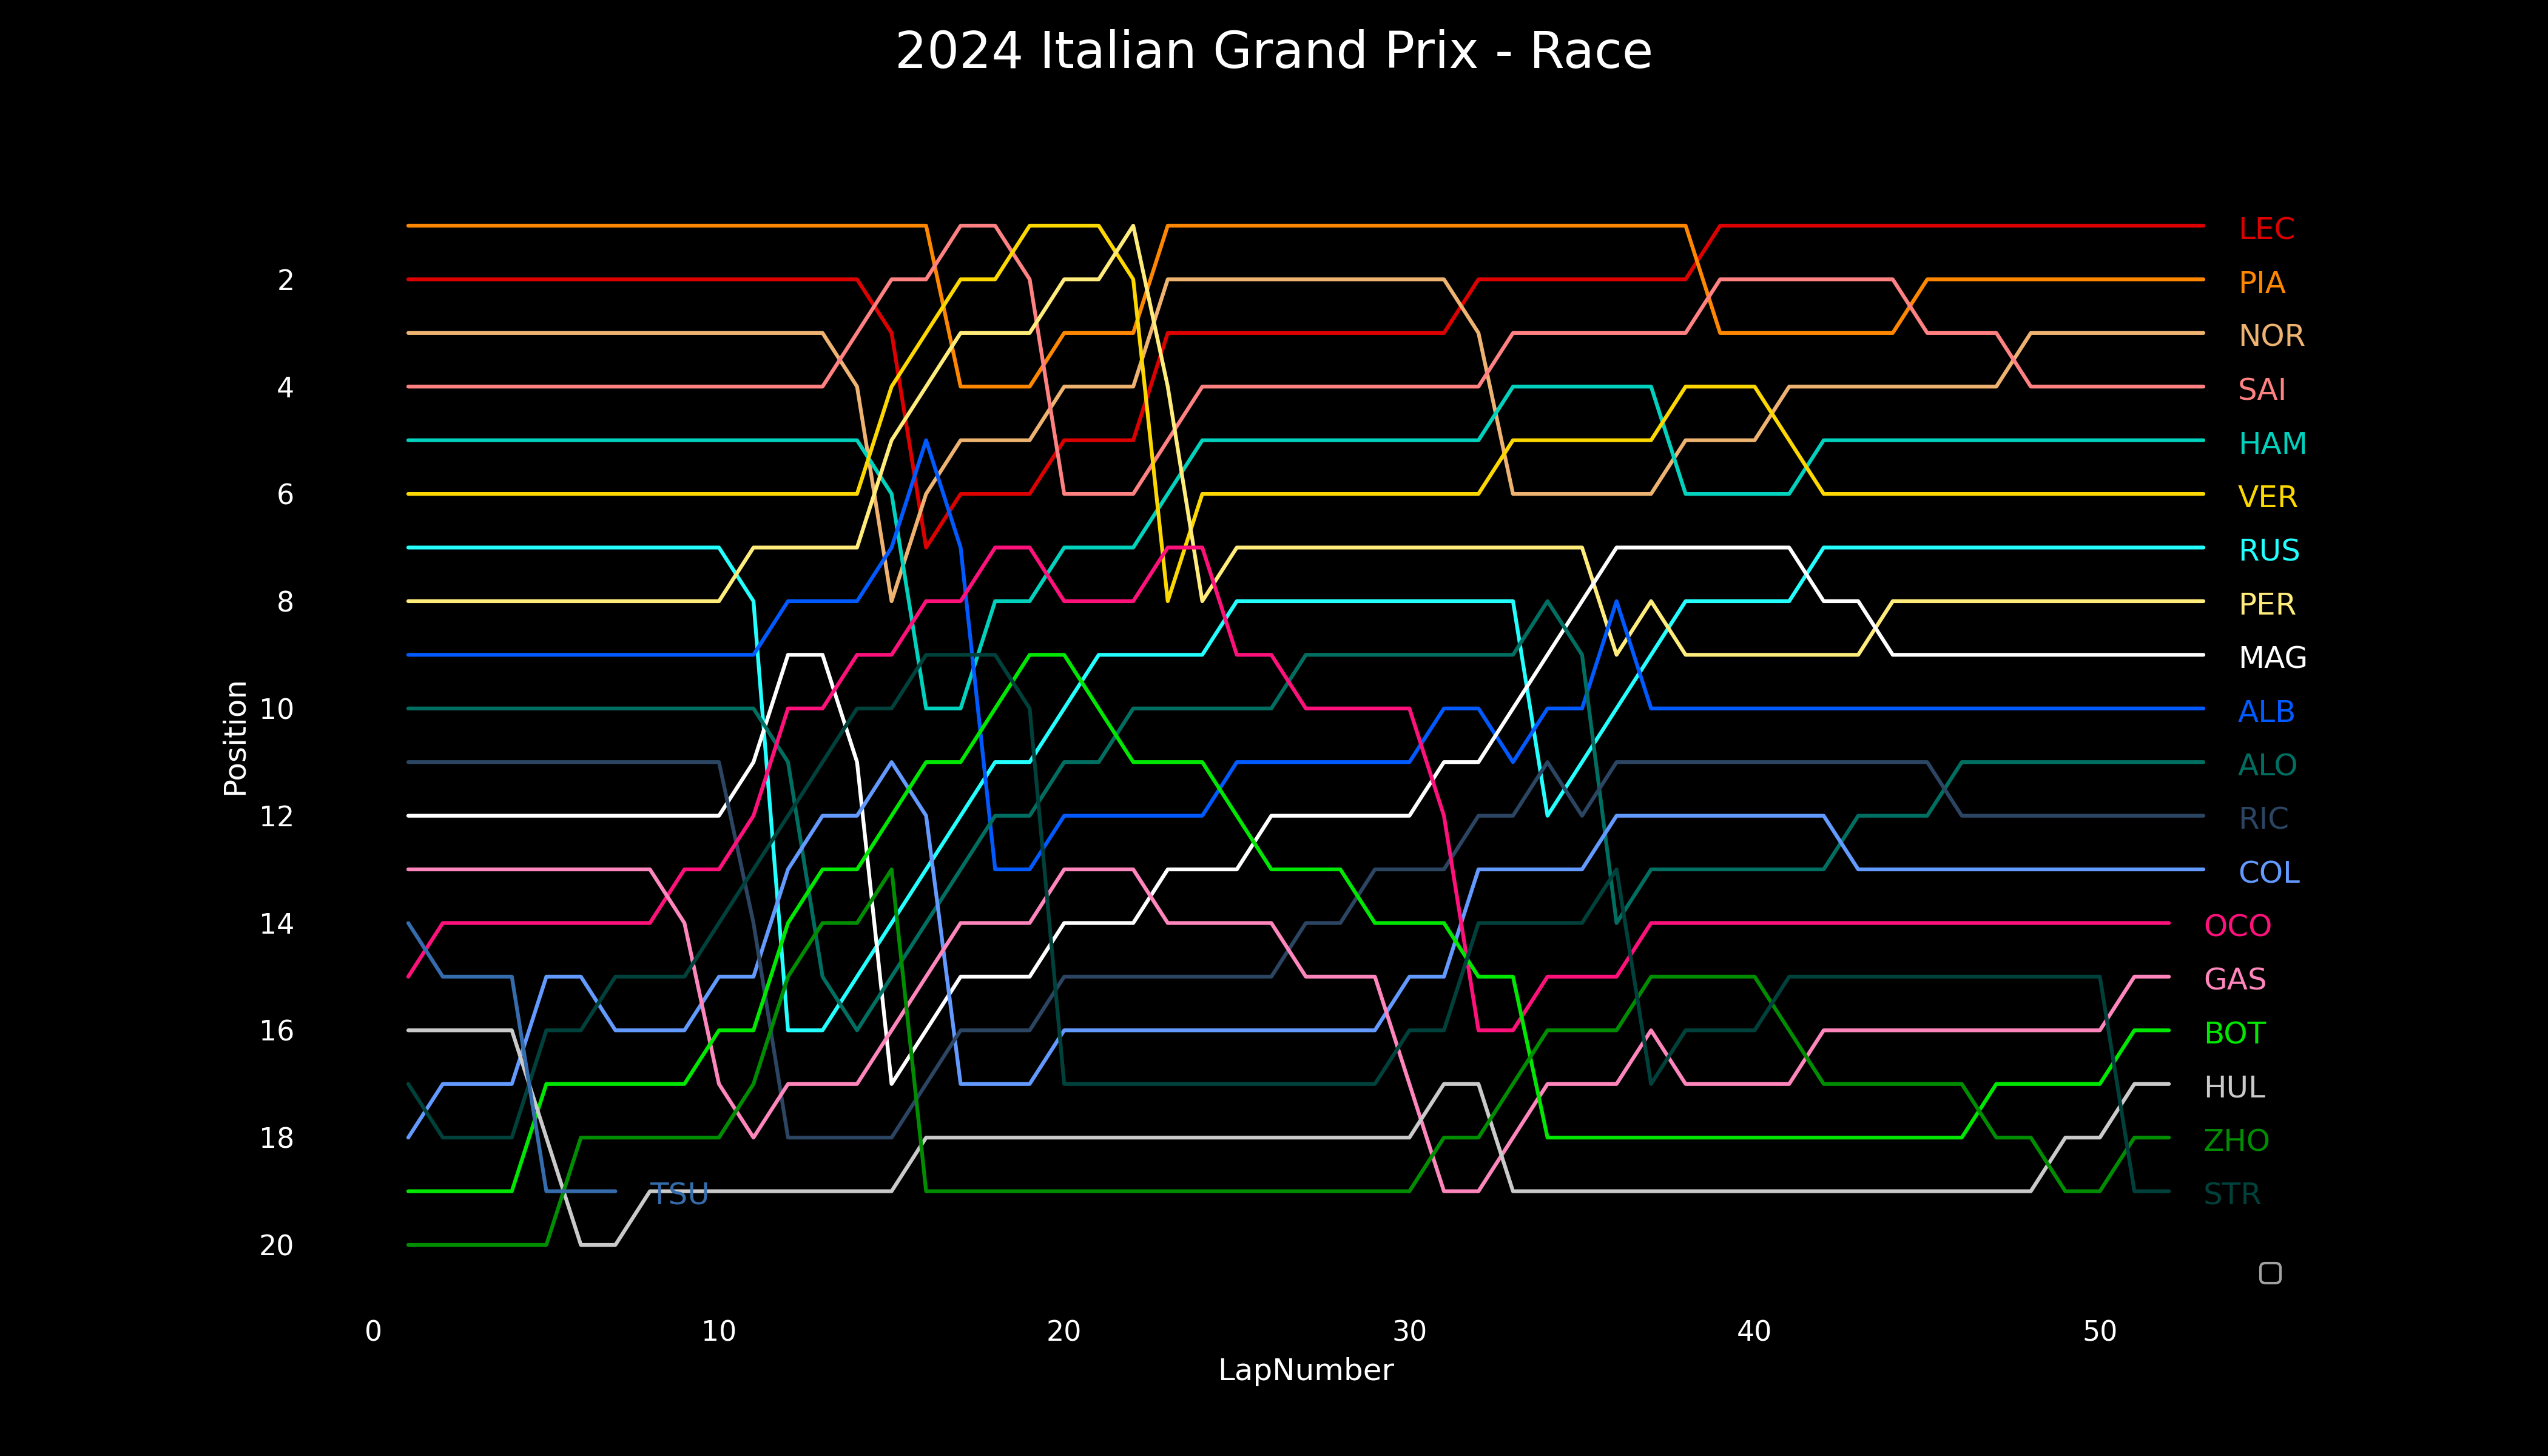 2024 Italian Grand Prix - Race
LEC
2
PIA
NOR
4
SAI
HAM
6
VER
RUS
8
PER
MAG
Position
10
ALB
ALO
12
RIC
COL
14
OCO
GAS
16
BOT
HUL
18
ZHO
TSU
STR
20
0
10
20
30
40
50
LapNumber